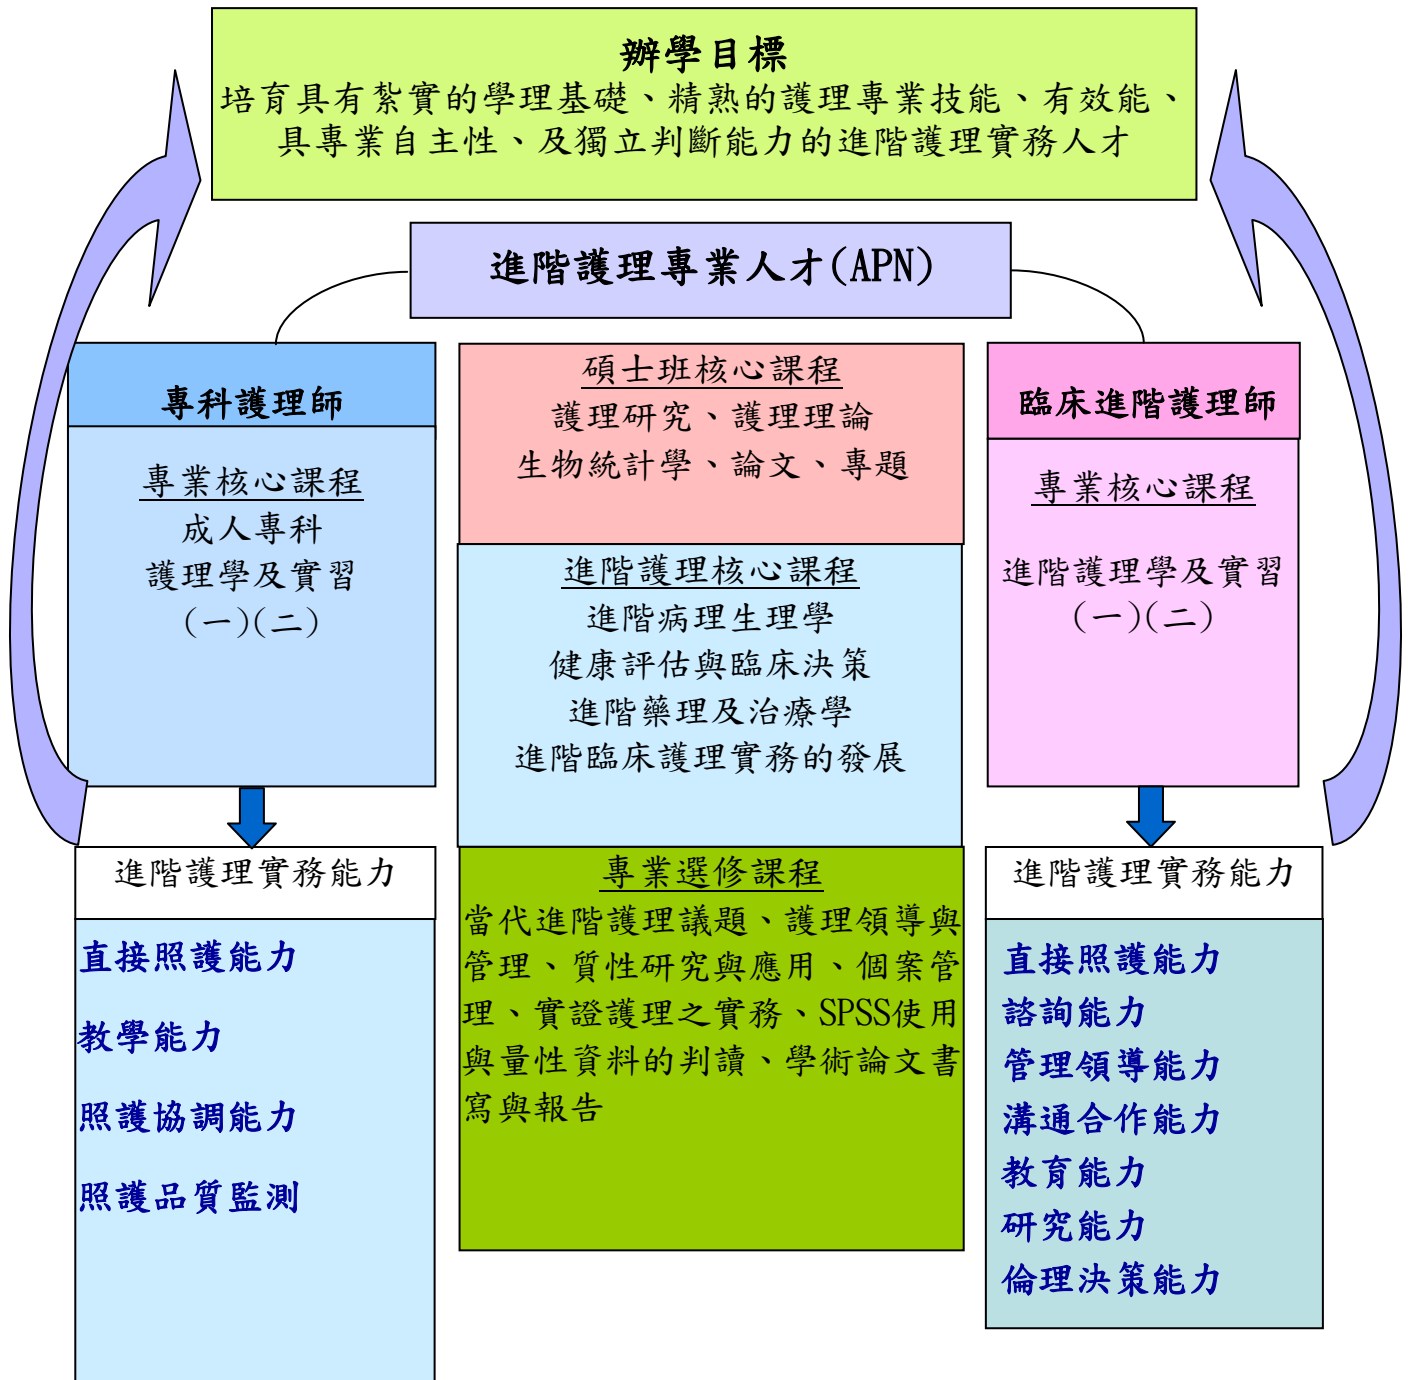 辦學目標
培育具有紮實的學理基礎、精熟的護理專業技能、有效能、
具專業自主性、及獨立判斷能力的進階護理實務人才
進階護理專業人才(APN)
專科護理師
專業核心課程
成人專科
護理學及實習
(一)(二)
進階護理實務能力
直接照護能力
教學能力
照護協調能力
照護品質監測
碩士班核心課程
護理研究、護理理論
生物統計學、論文、專題
進階護理核心課程
進階病理生理學
健康評估與臨床決策
進階藥理及治療學
進階臨床護理實務的發展
專業選修課程
當代進階護理議題、護理領導與
管理、質性研究與應用、個案管
理、實證護理之實務、SPSS使用
與量性資料的判讀、學術論文書
寫與報告
臨床進階護理師
專業核心課程
進階護理學及實習
(一)(二)
進階護理實務能力
直接照護能力
諮詢能力
管理領導能力
溝通合作能力
教育能力
研究能力
倫理決策能力